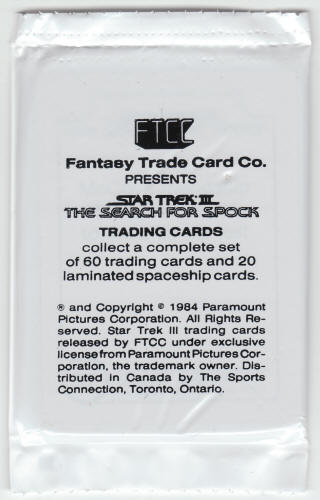 FTCC
Fantasy Trade Card Co.
PRESENTS
STAR TREK III
THE SEARCH FOR SPOCK
TRADING CARDS
collect a complete set
of 60 trading cards and 20
laminated spaceship cards.
® and Copyright © 1984 Paramount
Pictures Corporation. All Rights Re-
served. Star Trek III trading cards
released by FTCC under exclusive
license from Paramount Pictures Cor-
poration, the trademark owner. Dis-
tributed in Canada by The Sports
Connection, Toronto, Ontario.